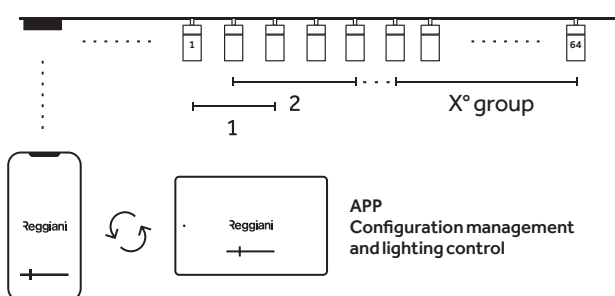 1
64
2
X° group
1
Reggiani
Reggiani
APP
Configuration management
and lighting control